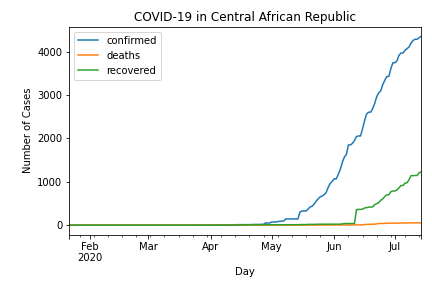 COVID-19 in Central African Republic
confirmed
deaths
recovered
Number of Cases
4000
3000
2000
1000
0
Feb
2020
Mar
Apr
May
Jun
Jul
Day